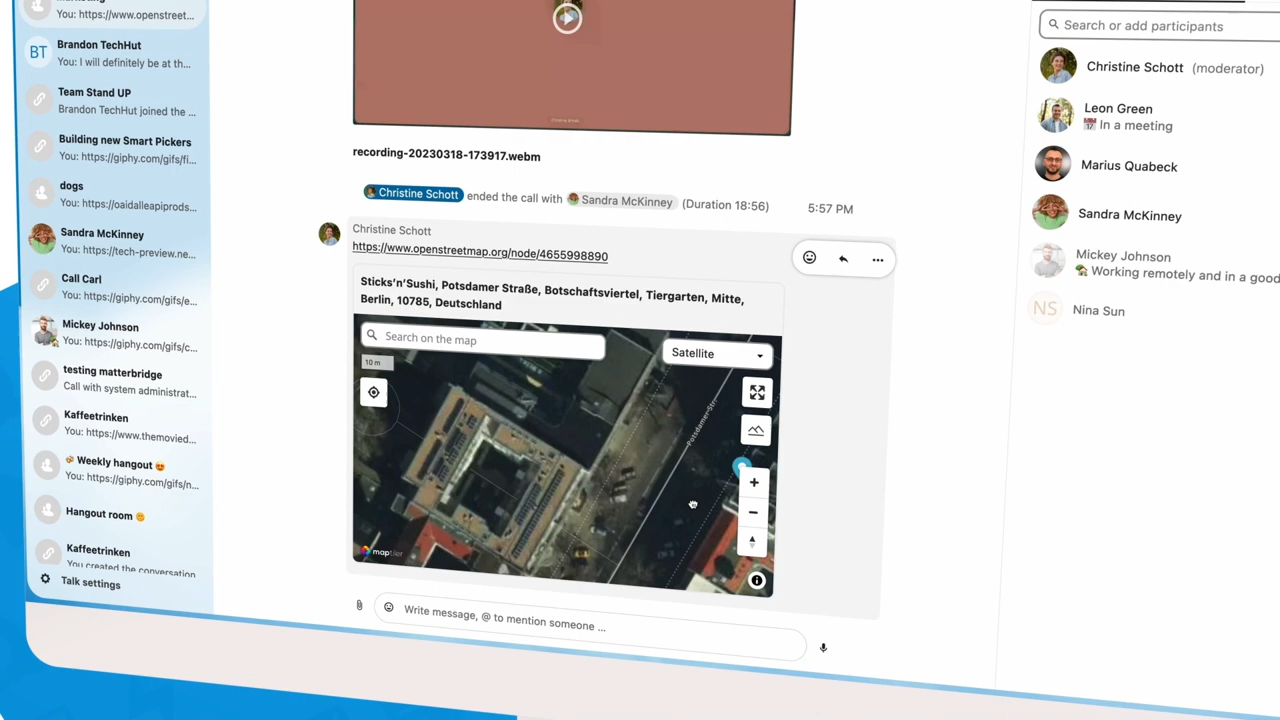 You: https://www.openstreet...
BT
Brandon TechHut
You: I will definitely be at th...
Team Stand UP
Brandon TechHut joined the ...
Building new Smart Pickers
You: https://giphy.com/gifs/fi...
dogs
You: https://oaidalleapiprods...
Sandra McKinney
You: https://tech-preview.ne...
Call Carl
You: https://giphy.com/gifs/e...
Mickey Johnson
You: https://giphy.com/gifs/c...
testing matterbridge
Call with system administrat...
Kaffeetrinken
You: https://www.themovied...
Weekly hangout
You: https://giphy.com/gifs/n...
Hangout room
Kaffeetrinken
You created the conversation
Talk settings
recording-20230318-173917.webm
Christine Schott ended the call with Sandra McKinney (Duration 18:56) 5:57 PM
Christine Schott
https://www.openstreetmap.org/node/4655998890
Sticks'n'Sushi, Potsdamer Straße, Botschaftsviertel, Tiergarten, Mitte,
Berlin, 10785, Deutschland
Search on the map
Satellite
10 m
Potsdamer Str.
maptiler
Write message, @ to mention someone ...
Search or add participants
Christine Schott (moderator)
Leon Green
In a meeting
Marius Quabeck
Sandra McKinney
Mickey Johnson
Working remotely and in a good
NS
Nina Sun